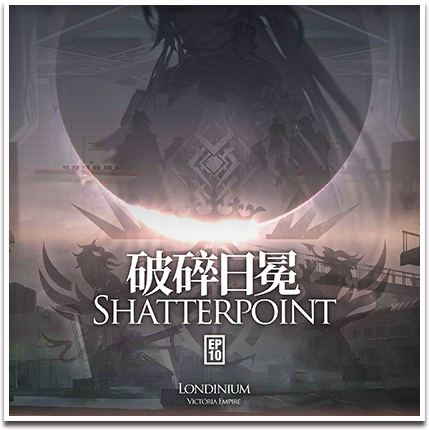 破碎日冕
SHATTERPOINT
EP
10
LONDINIUM
VICTORIA EMPIRE